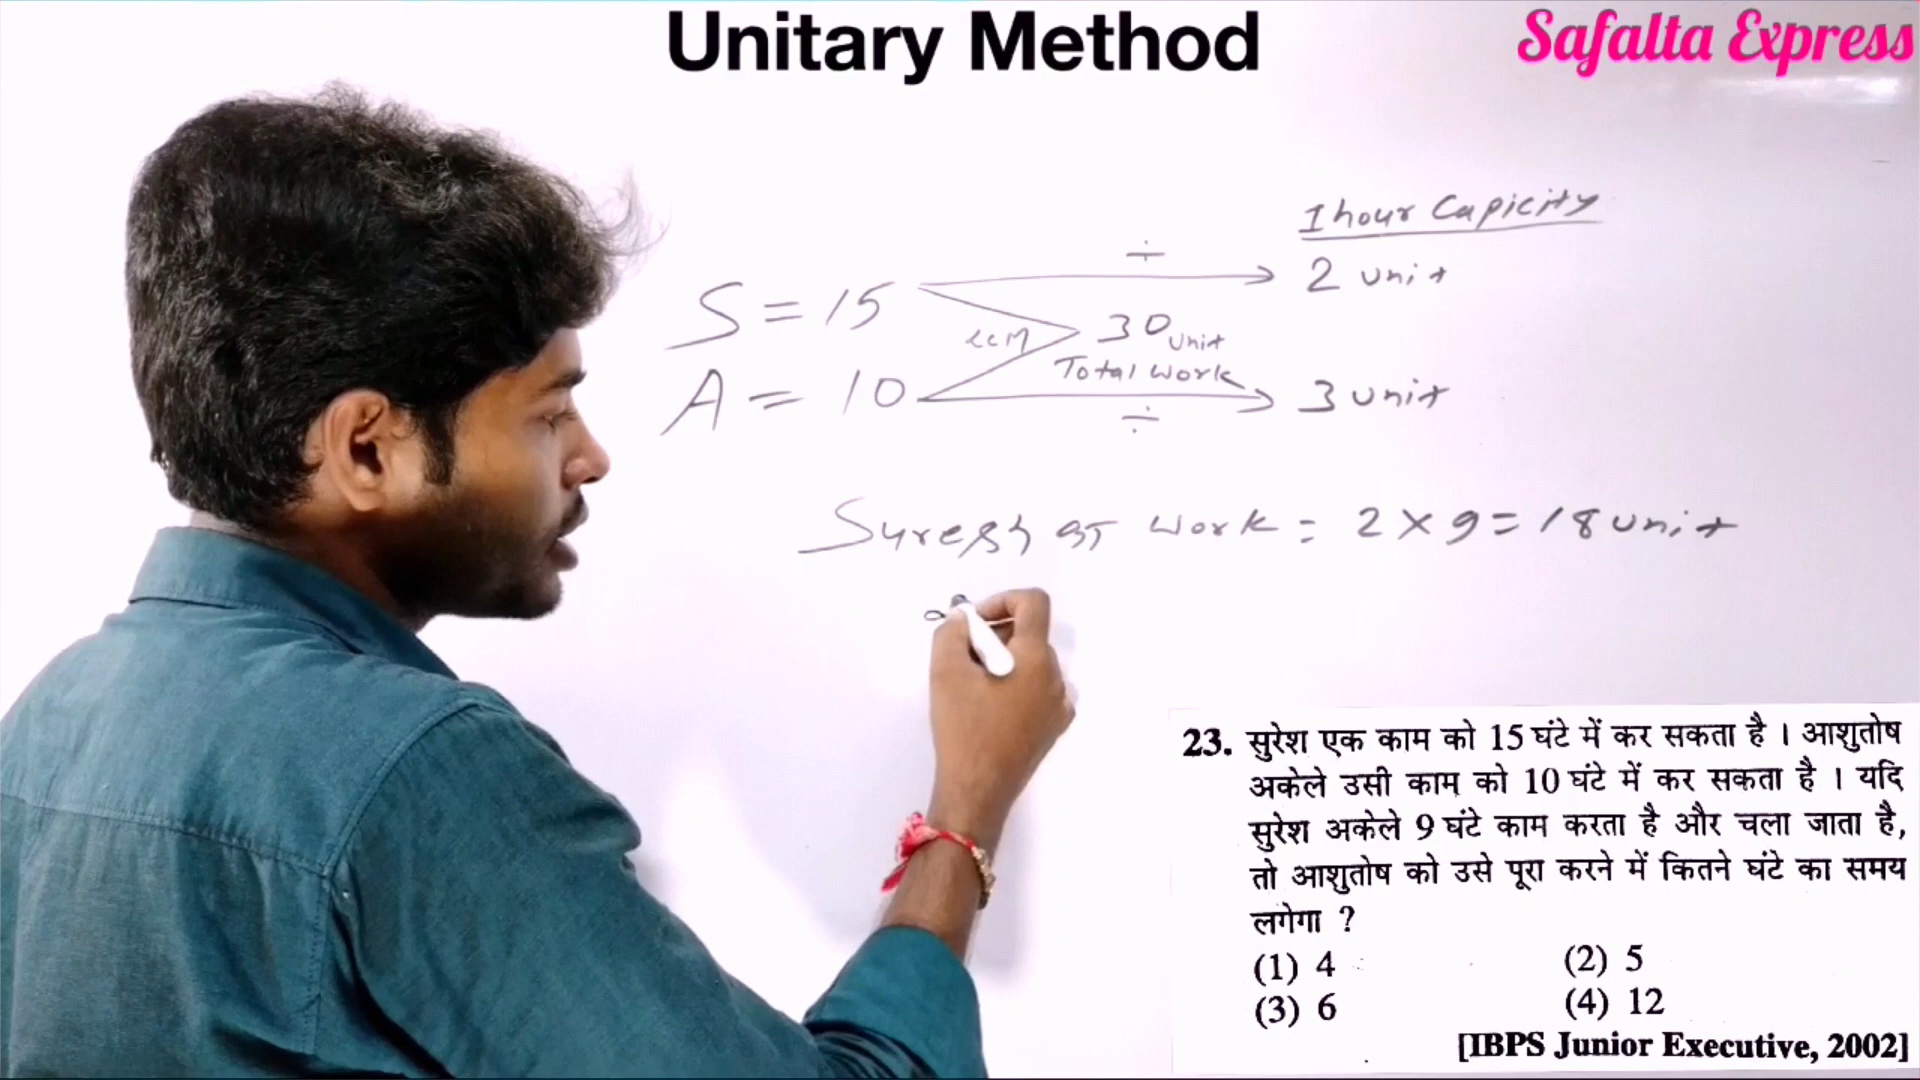 Unitary Method
Safalta Express
1 hour Capicity
S = 15
÷
2 unit
LCM
30 unit
Total work
A = 10
÷
3 unit
Suresh का work = 2 × 9 = 18 unit
23. सुरेश एक काम को 15 घंटे में कर सकता है । आशुतोष
अकेले उसी काम को 10 घंटे में कर सकता है । यदि
सुरेश अकेले 9 घंटे काम करता है और चला जाता है,
तो आशुतोष को उसे पूरा करने में कितने घंटे का समय
लगेगा ?
(1) 4 (2) 5
(3) 6 (4) 12
[IBPS Junior Executive, 2002]